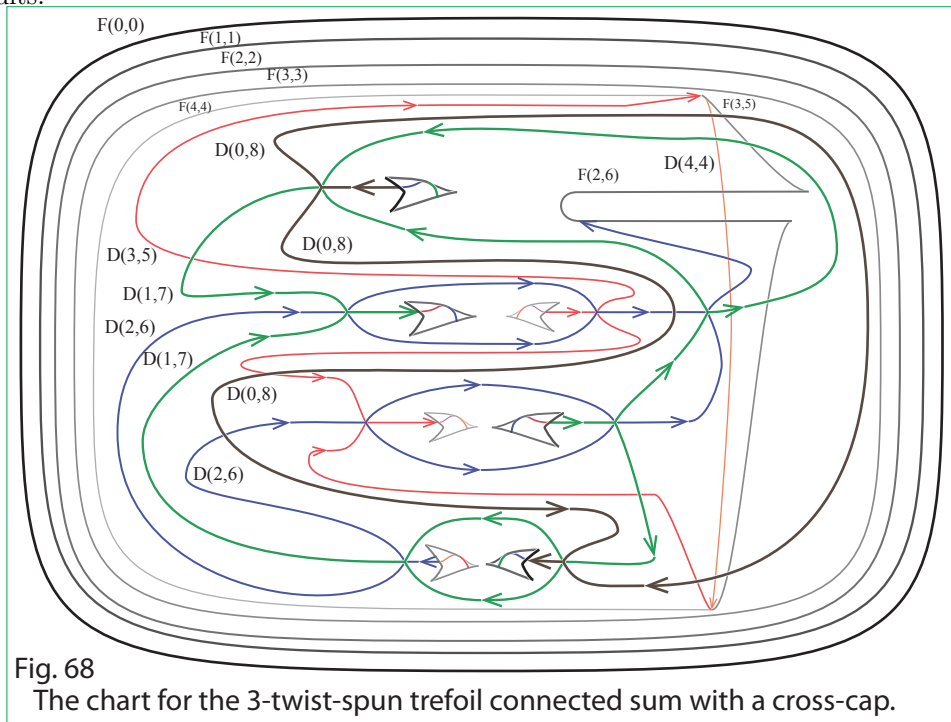 F(0,0)
F(1,1)
F(2,2)
F(3,3)
F(4,4)
F(3,5)
D(0,8)
D(4,4)
F(2,6)
D(0,8)
D(3,5)
D(1,7)
D(2,6)
D(1,7)
D(0,8)
D(2,6)
Fig. 68
The chart for the 3-twist-spun trefoil connected sum with a cross-cap.